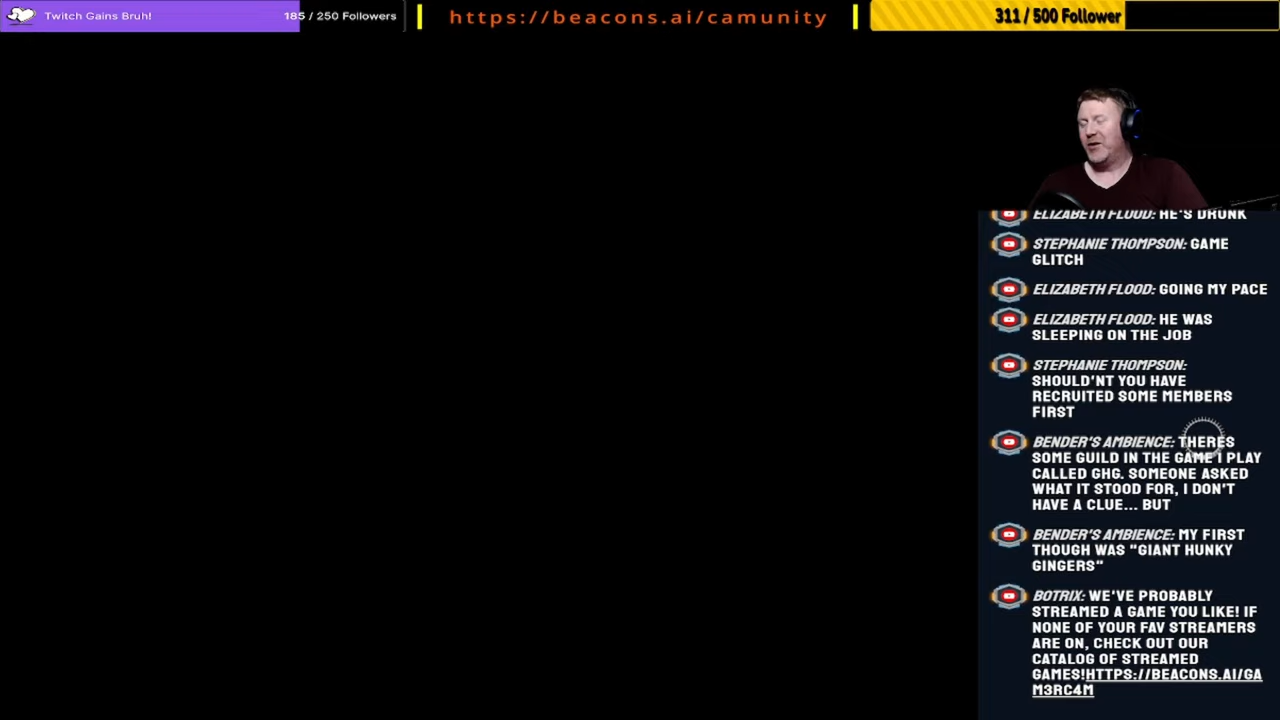 Twitch Gains Bruh!
185 / 250 Followers
https://beacons.ai/camunity
311 / 500 Follower
ELIZABETH FLOOD: HE'S DRUNK
STEPHANIE THOMPSON: GAME
GLITCH
ELIZABETH FLOOD: GOING MY PACE
ELIZABETH FLOOD: HE WAS
SLEEPING ON THE JOB
STEPHANIE THOMPSON:
SHOULD'NT YOU HAVE
RECRUITED SOME MEMBERS
FIRST
BENDER'S AMBIENCE: THERES
SOME GUILD IN THE GAME I PLAY
CALLED GHG. SOMEONE ASKED
WHAT IT STOOD FOR, I DON'T
HAVE A CLUE... BUT
BENDER'S AMBIENCE: MY FIRST
THOUGH WAS "GIANT HUNKY
GINGERS"
BOTRIX: WE'VE PROBABLY
STREAMED A GAME YOU LIKE! IF
NONE OF YOUR FAV STREAMERS
ARE ON, CHECK OUT OUR
CATALOG OF STREAMED
GAMES!HTTPS://BEACONS.AI/GA
M3RC4M